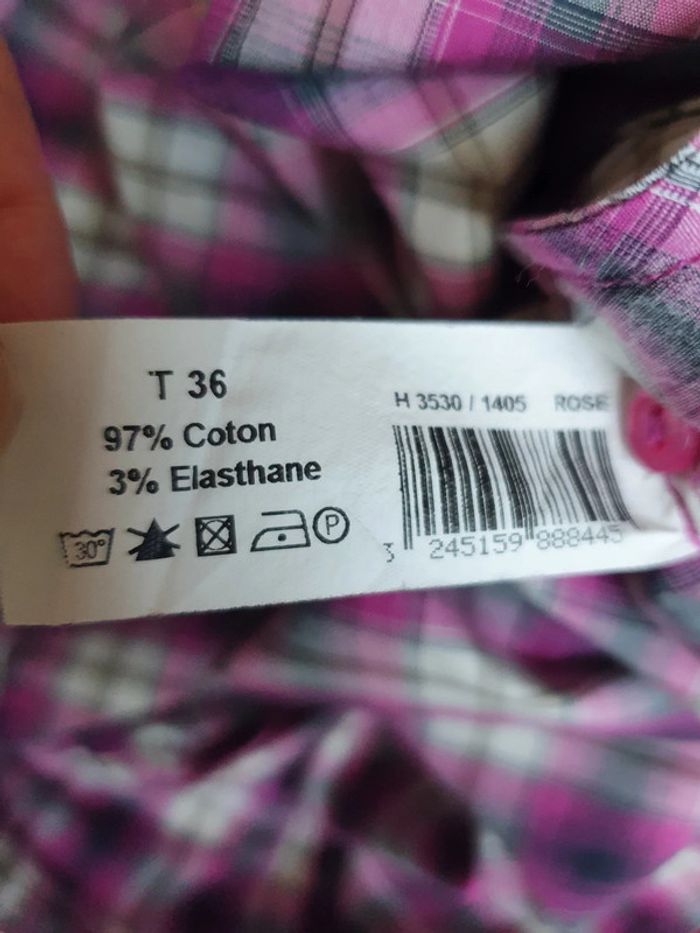 T 36
97% Coton
3% Elasthane
30°
P
H 3530 / 1405 ROSE
3 245159 888445